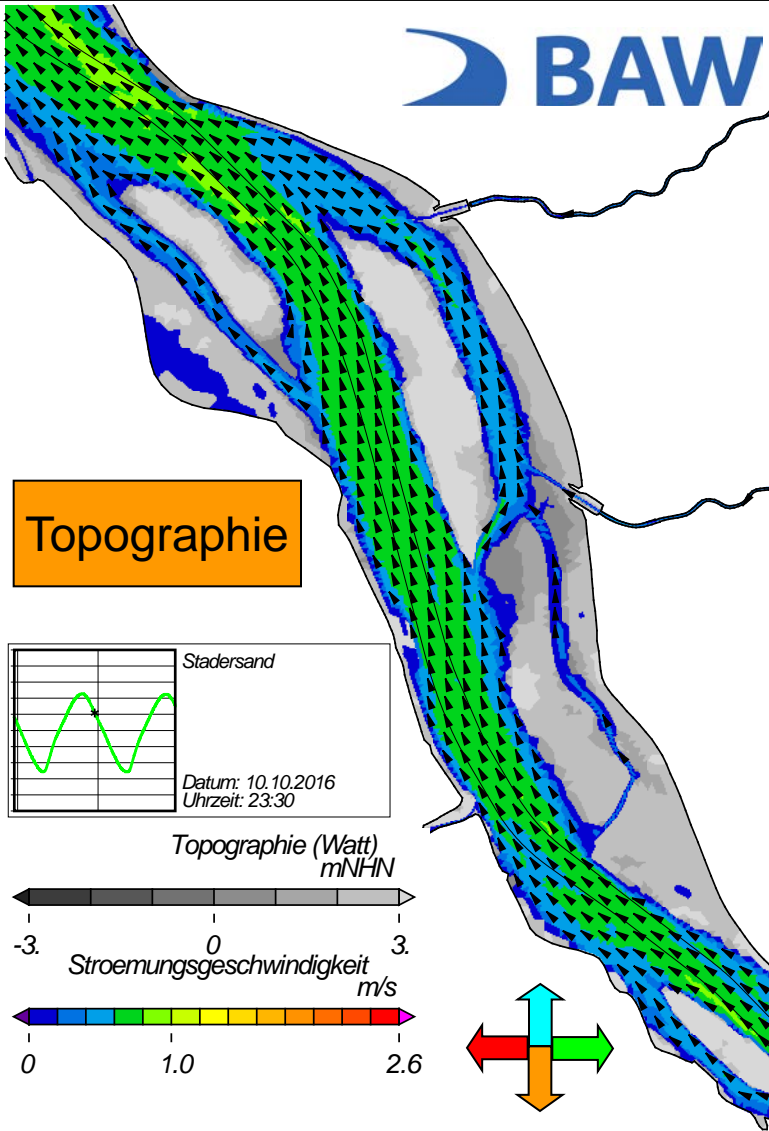 BAW
Topographie
Stadersand
Datum: 10.10.2016
Uhrzeit: 23:30
Topographie (Watt)
mNHN
-3. 0 3.
Stroemungsgeschwindigkeit
m/s
0 1.0 2.6